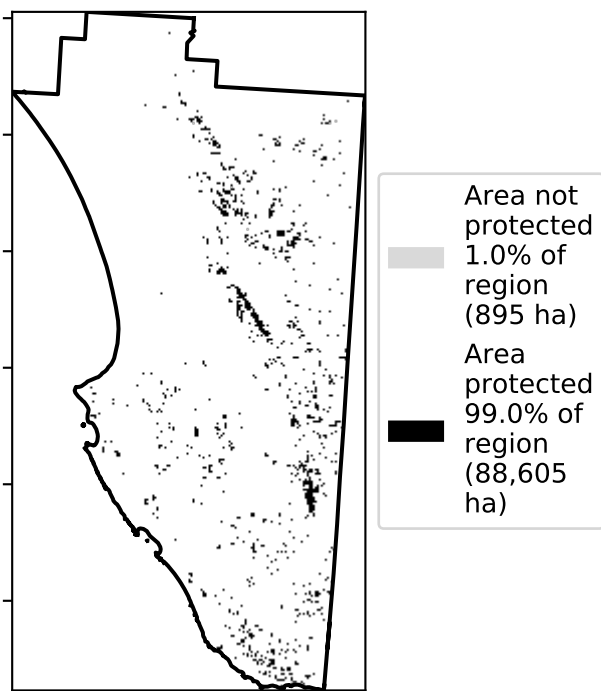 Area not
protected
1.0% of
region
(895 ha)
Area
protected
99.0% of
region
(88,605
ha)